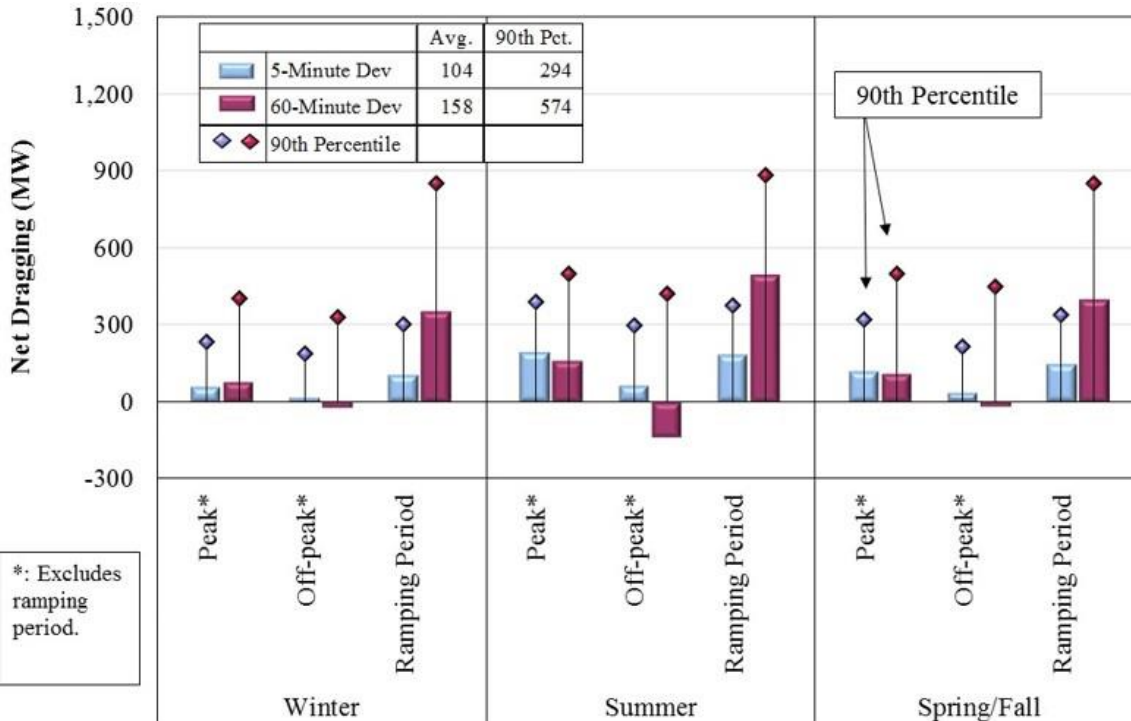 Net Dragging (MW)
1,500
1,200
900
600
300
0
-300
Avg. 90th Pct.
5-Minute Dev 104 294
60-Minute Dev 158 574
90th Percentile
90th Percentile
Peak*
Off-peak*
Ramping Period
Peak*
Off-peak*
Ramping Period
Peak*
Off-peak*
Ramping Period
Winter
Summer
Spring/Fall
*: Excludes
ramping
period.